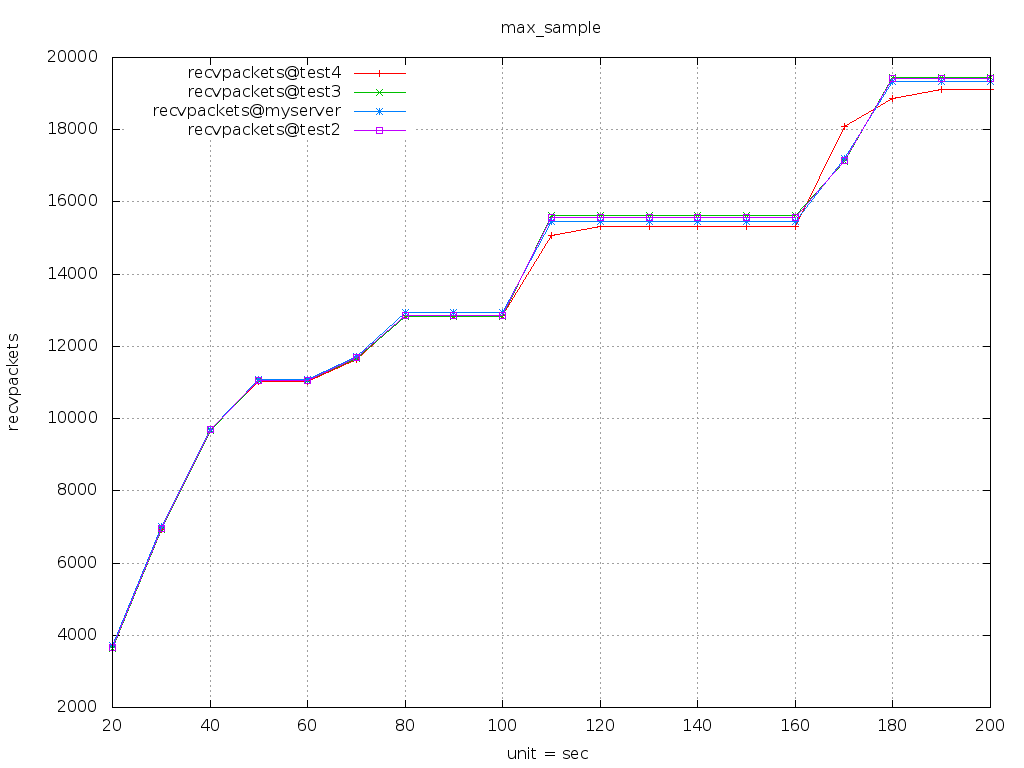 max_sample
20000
18000
16000
14000
12000
10000
8000
6000
4000
2000
recvpackets
recvpackets@test4
recvpackets@test3
recvpackets@myserver
recvpackets@test2
20 40 60 80 100 120 140 160 180 200
unit = sec